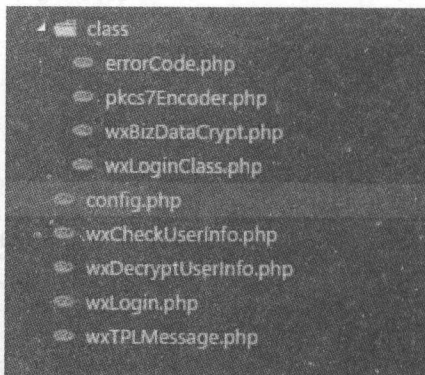 class
errorCode.php
pkcs7Encoder.php
wxBizDataCrypt.php
wxLoginClass.php
config.php
wxCheckUserInfo.php
wxDecryptUserInfo.php
wxLogin.php
wxTPLMessage.php